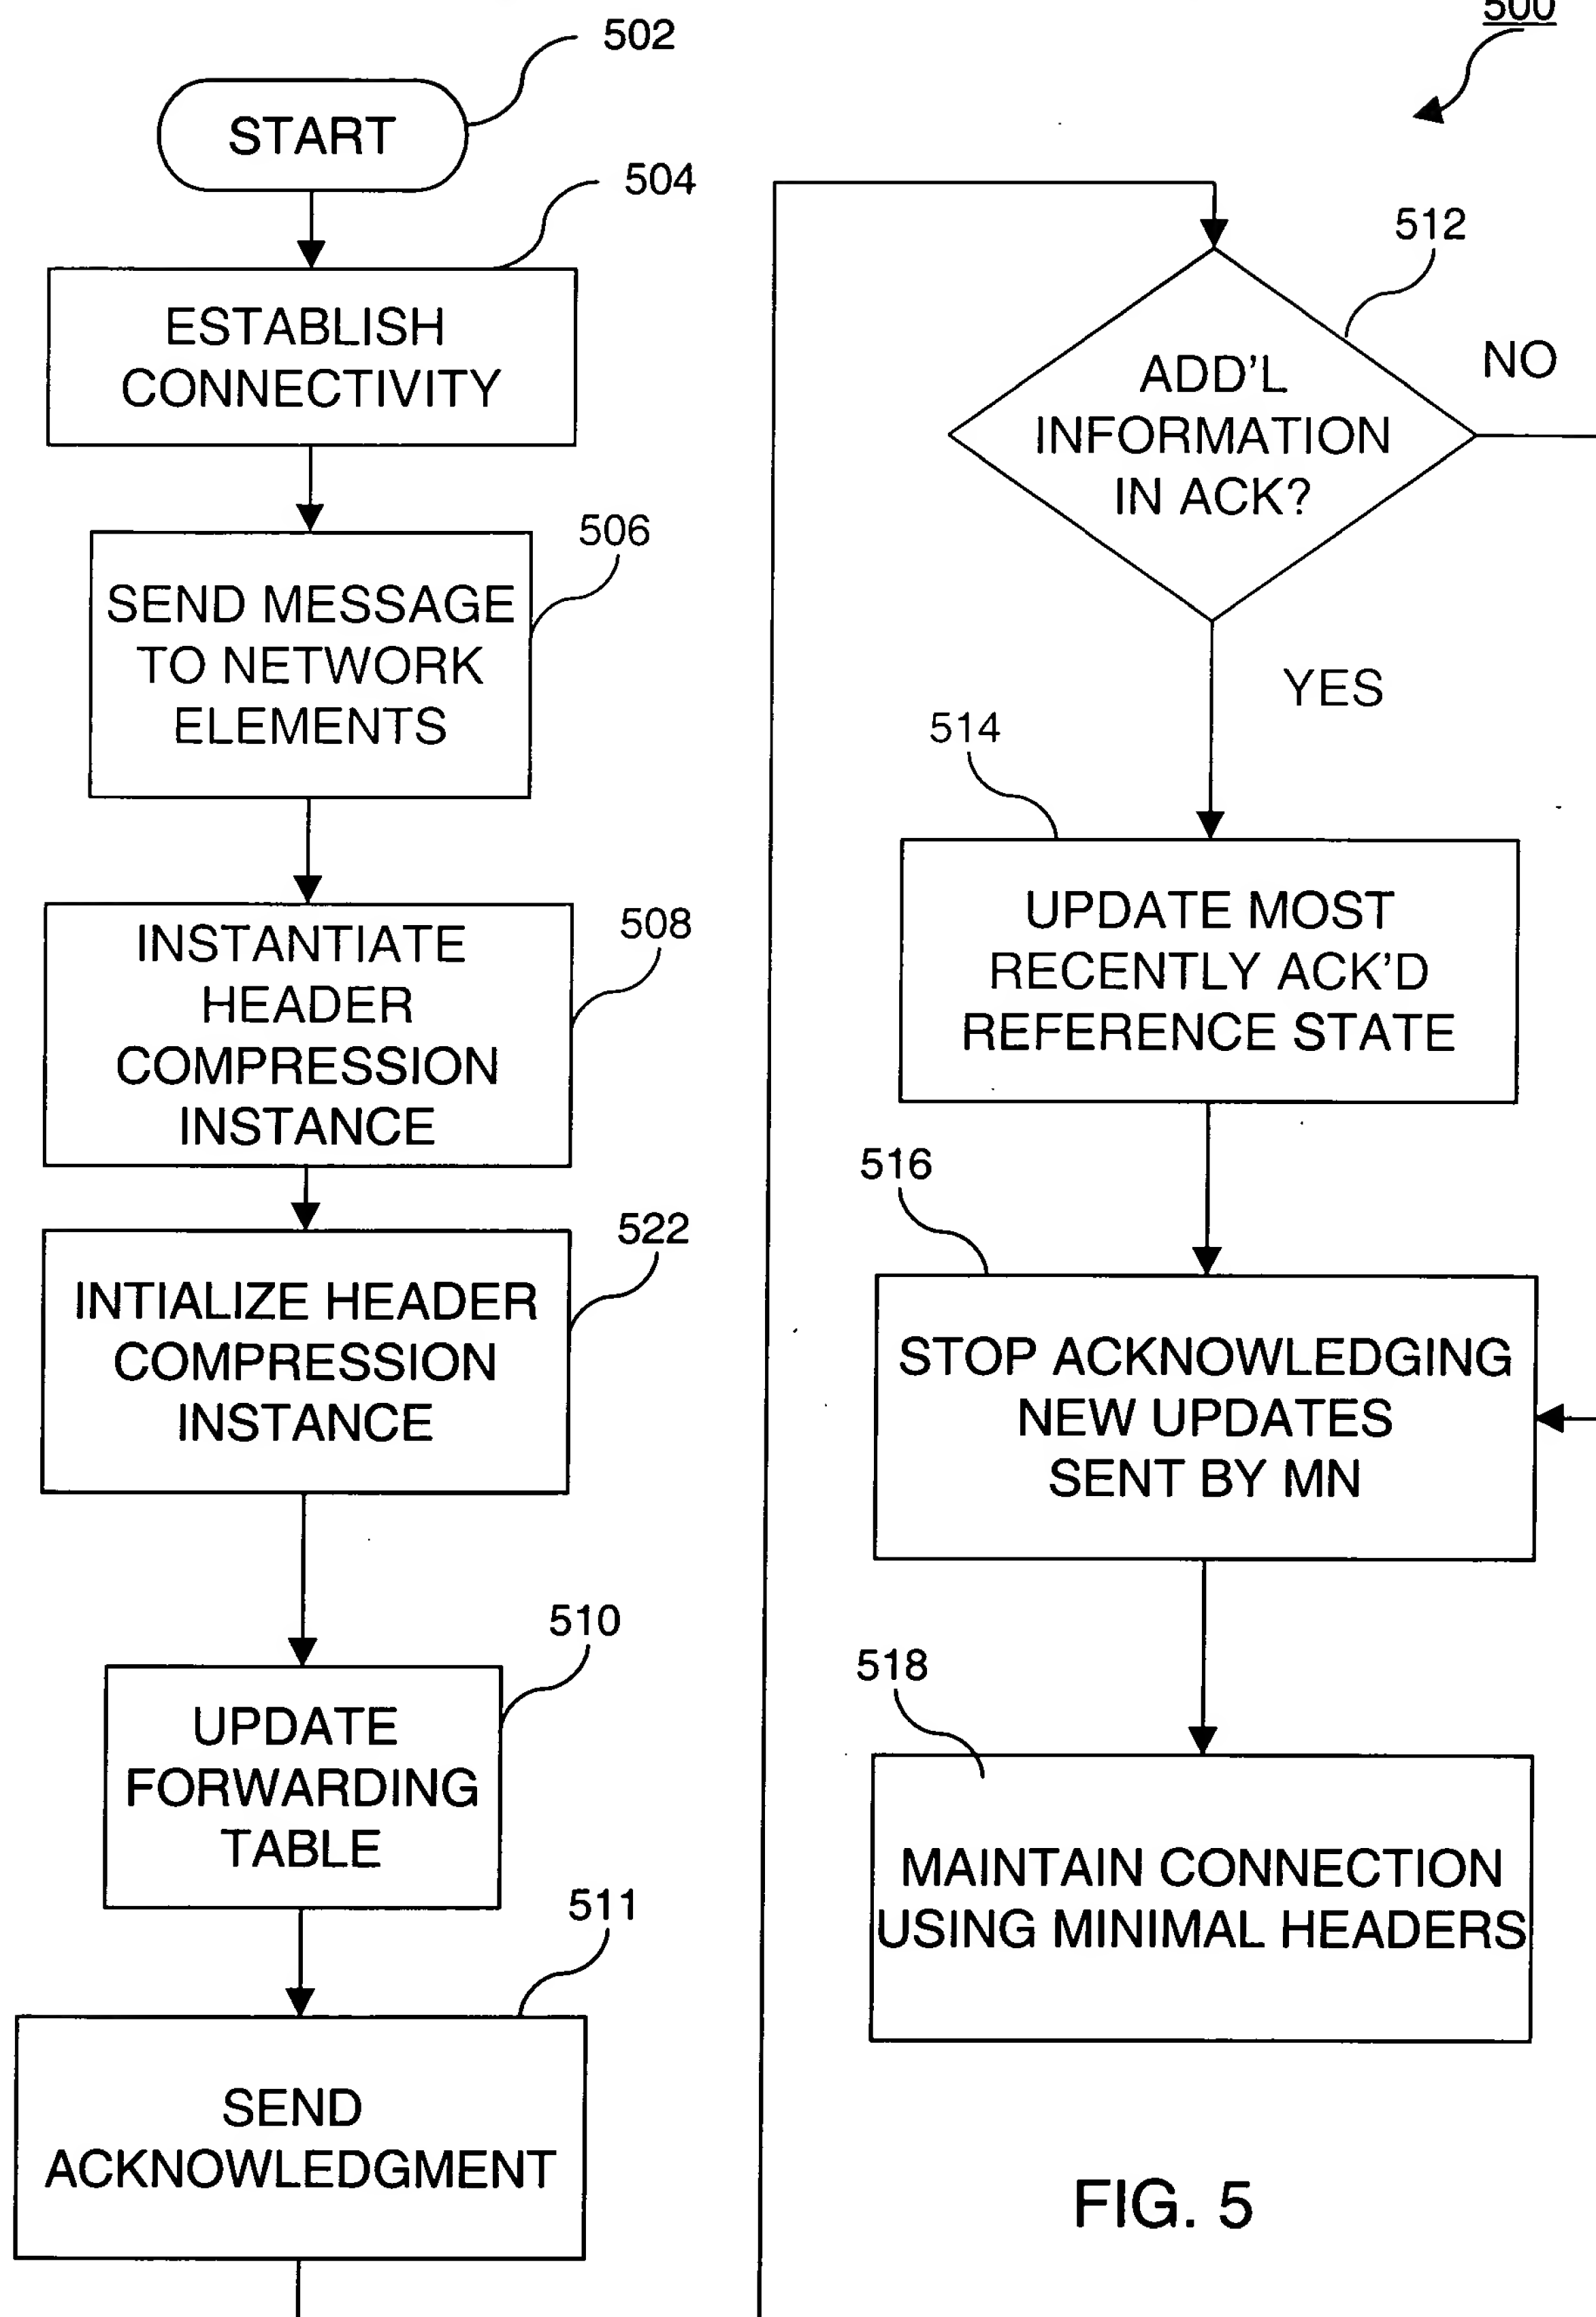 500
502
START
504
ESTABLISH
CONNECTIVITY
506
SEND MESSAGE
TO NETWORK
ELEMENTS
508
INSTANTIATE
HEADER
COMPRESSION
INSTANCE
522
INTIALIZE HEADER
COMPRESSION
INSTANCE
510
UPDATE
FORWARDING
TABLE
511
SEND
ACKNOWLEDGMENT
512
ADD'L
INFORMATION
IN ACK?
NO
YES
514
UPDATE MOST
RECENTLY ACK'D
REFERENCE STATE
516
STOP ACKNOWLEDGING
NEW UPDATES
SENT BY MN
518
MAINTAIN CONNECTION
USING MINIMAL HEADERS
FIG. 5